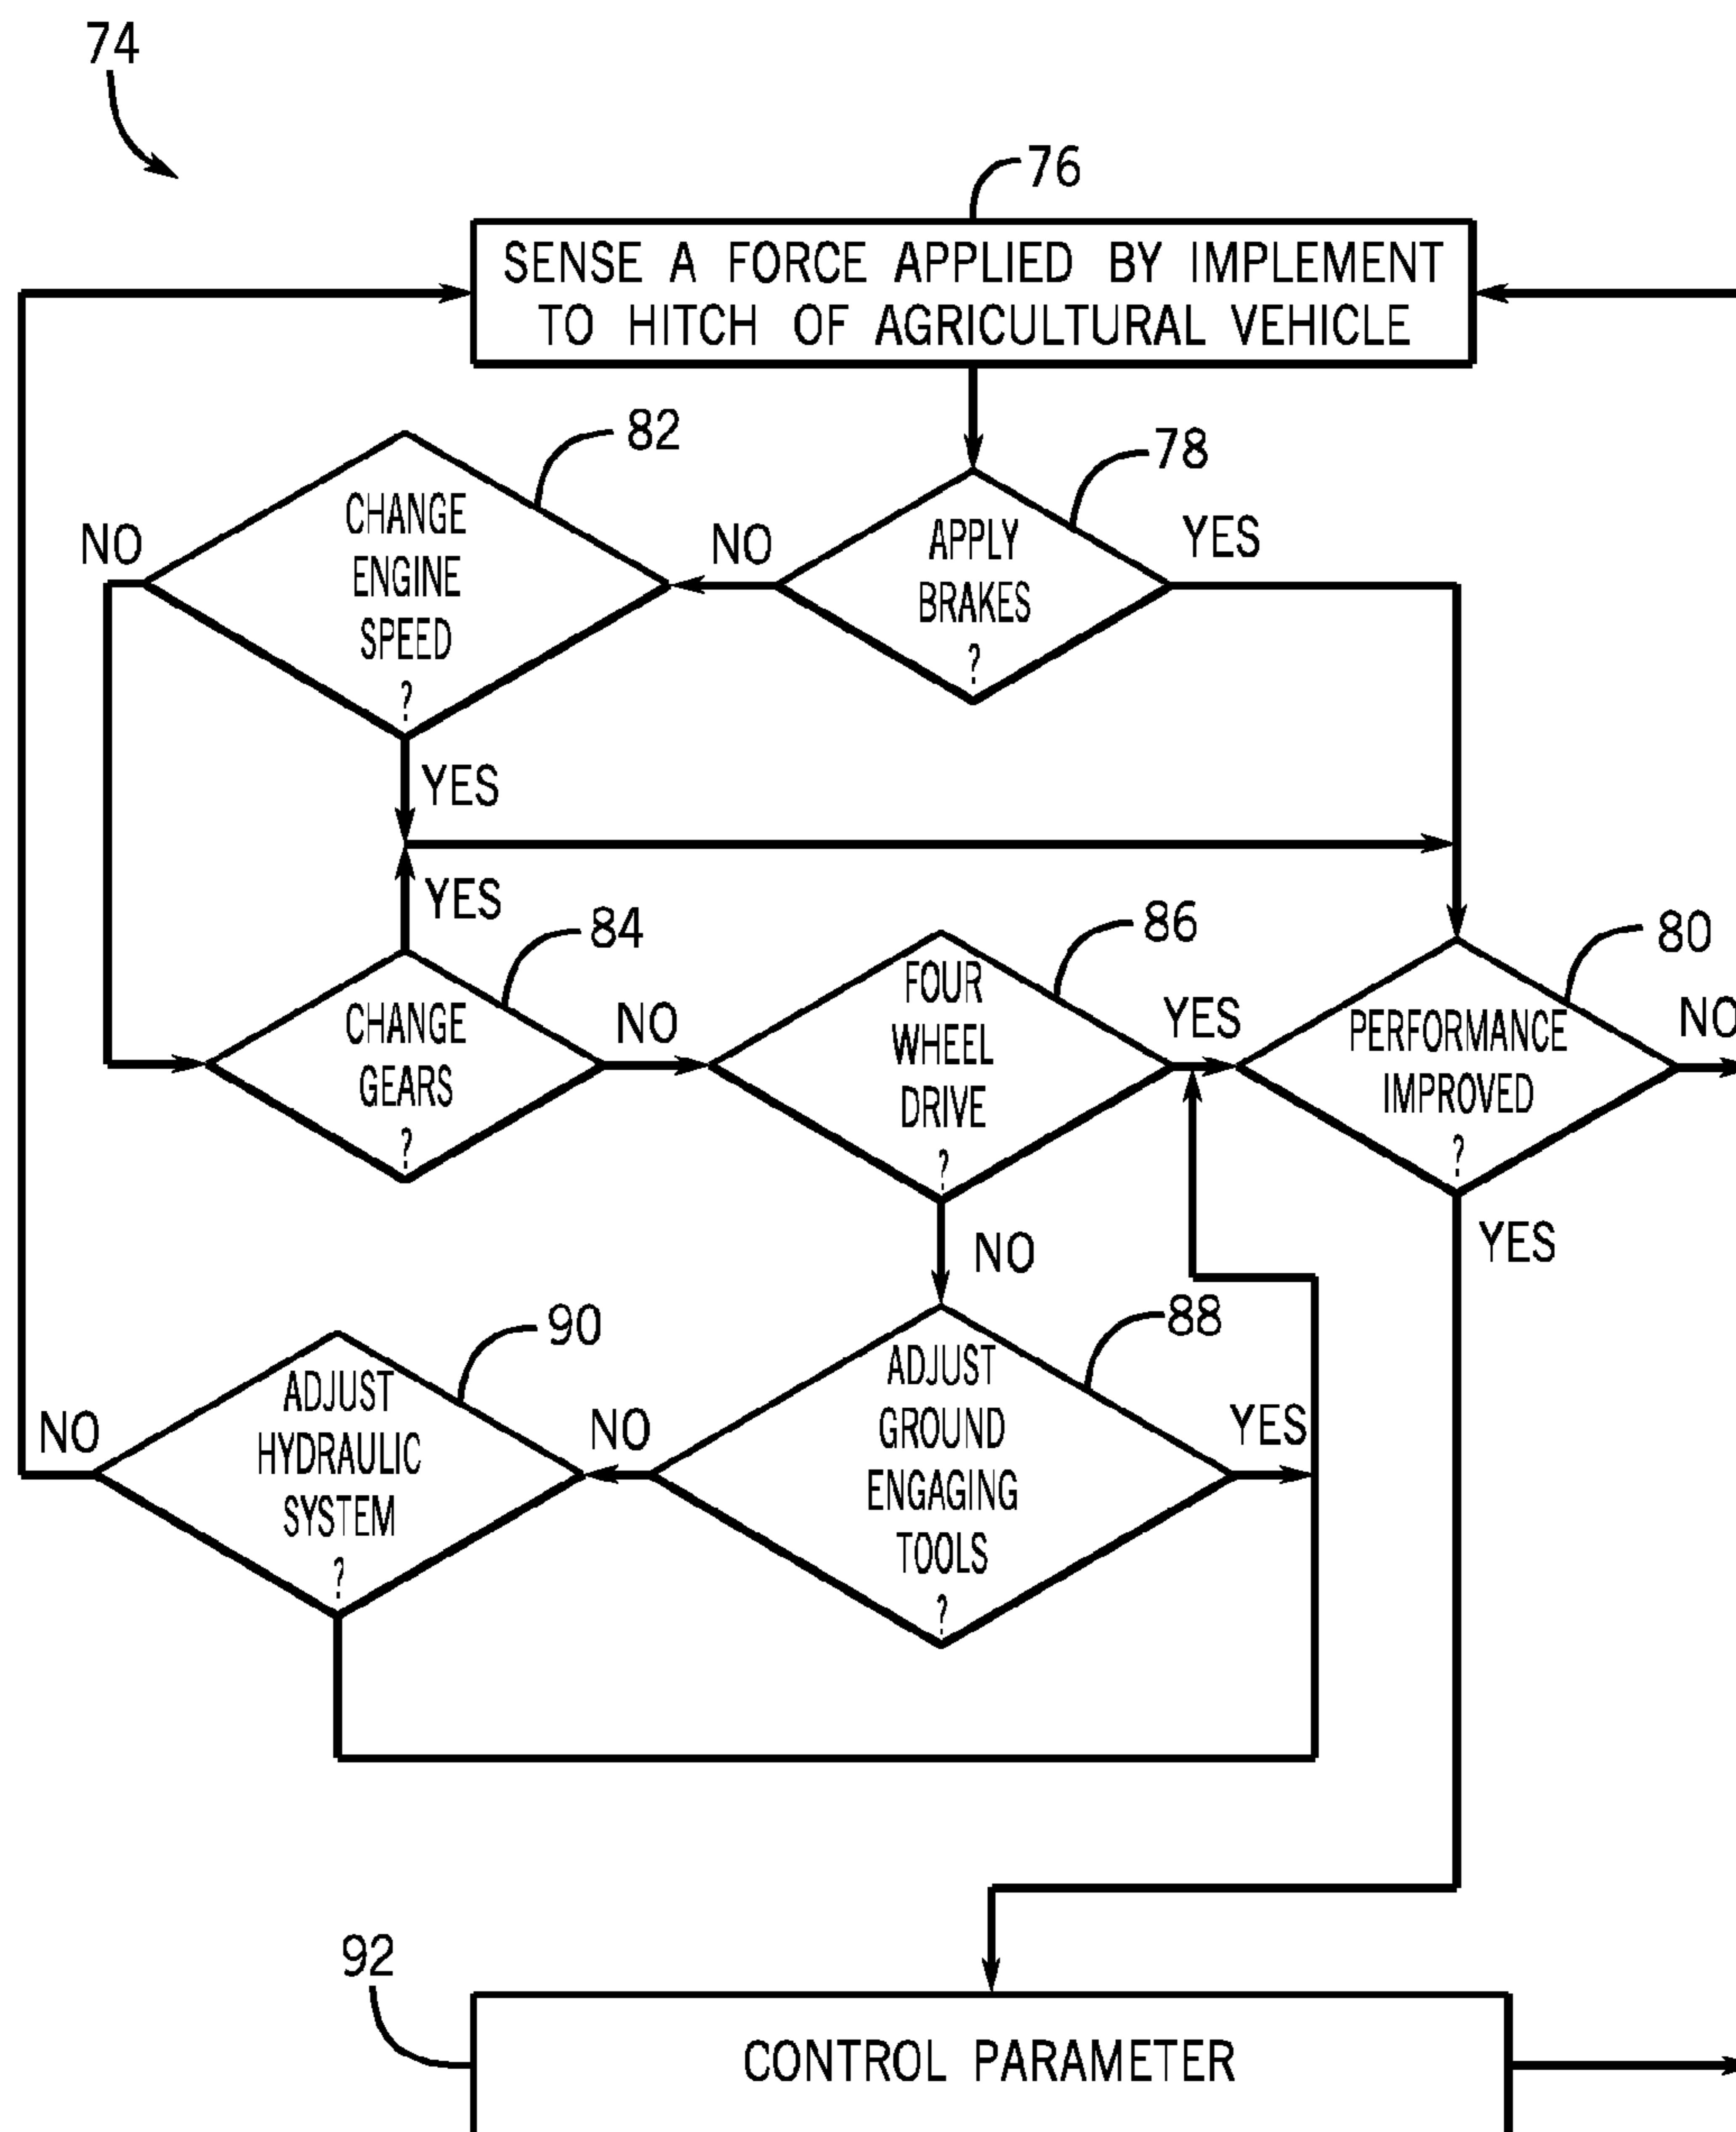 74
76
SENSE A FORCE APPLIED BY IMPLEMENT
TO HITCH OF AGRICULTURAL VEHICLE
82
78
CHANGE
ENGINE
SPEED
?
NO
NO
APPLY
BRAKES
?
YES
YES
YES
84
86
80
CHANGE
GEARS
?
NO
FOUR
WHEEL
DRIVE
?
YES
PERFORMANCE
IMPROVED
?
NO
NO
YES
90
88
ADJUST
HYDRAULIC
SYSTEM
?
NO
NO
ADJUST
GROUND
ENGAGING
TOOLS
?
YES
92
CONTROL PARAMETER